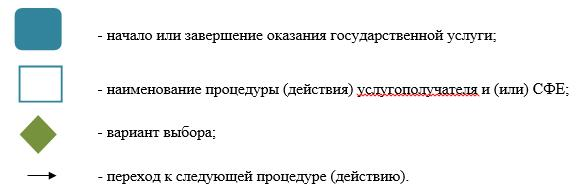 - начало или завершение оказания государственной услуги;
- наименование процедуры (действия) услугополучателя и (или) СФЕ;
- вариант выбора;
- переход к следующей процедуре (действию).